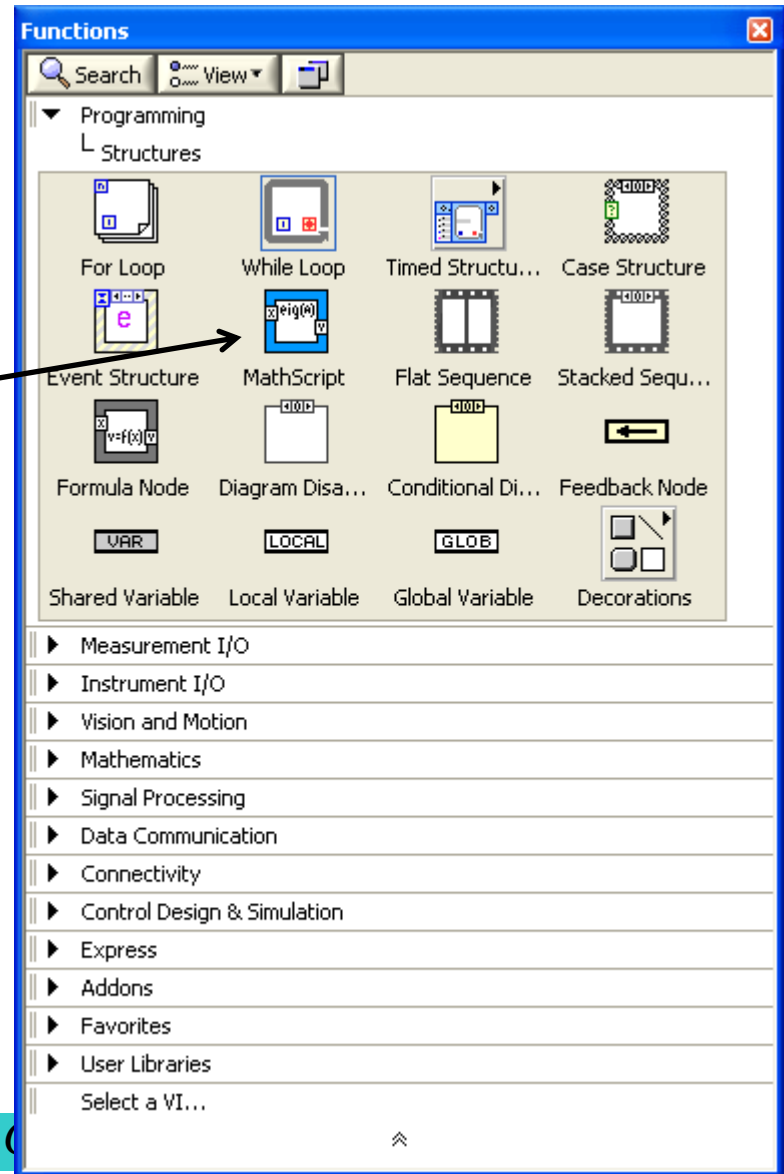 Functions
Search View
Programming
Structures
For Loop While Loop Timed Structu... Case Structure
eig(A)
e
Event Structure MathScript Flat Sequence Stacked Sequ...
v=f(x)
Formula Node Diagram Disa... Conditional Di... Feedback Node
VAR LOCAL GLOB
Shared Variable Local Variable Global Variable Decorations
Measurement I/O
Instrument I/O
Vision and Motion
Mathematics
Signal Processing
Data Communication
Connectivity
Control Design & Simulation
Express
Addons
Favorites
User Libraries
Select a VI...